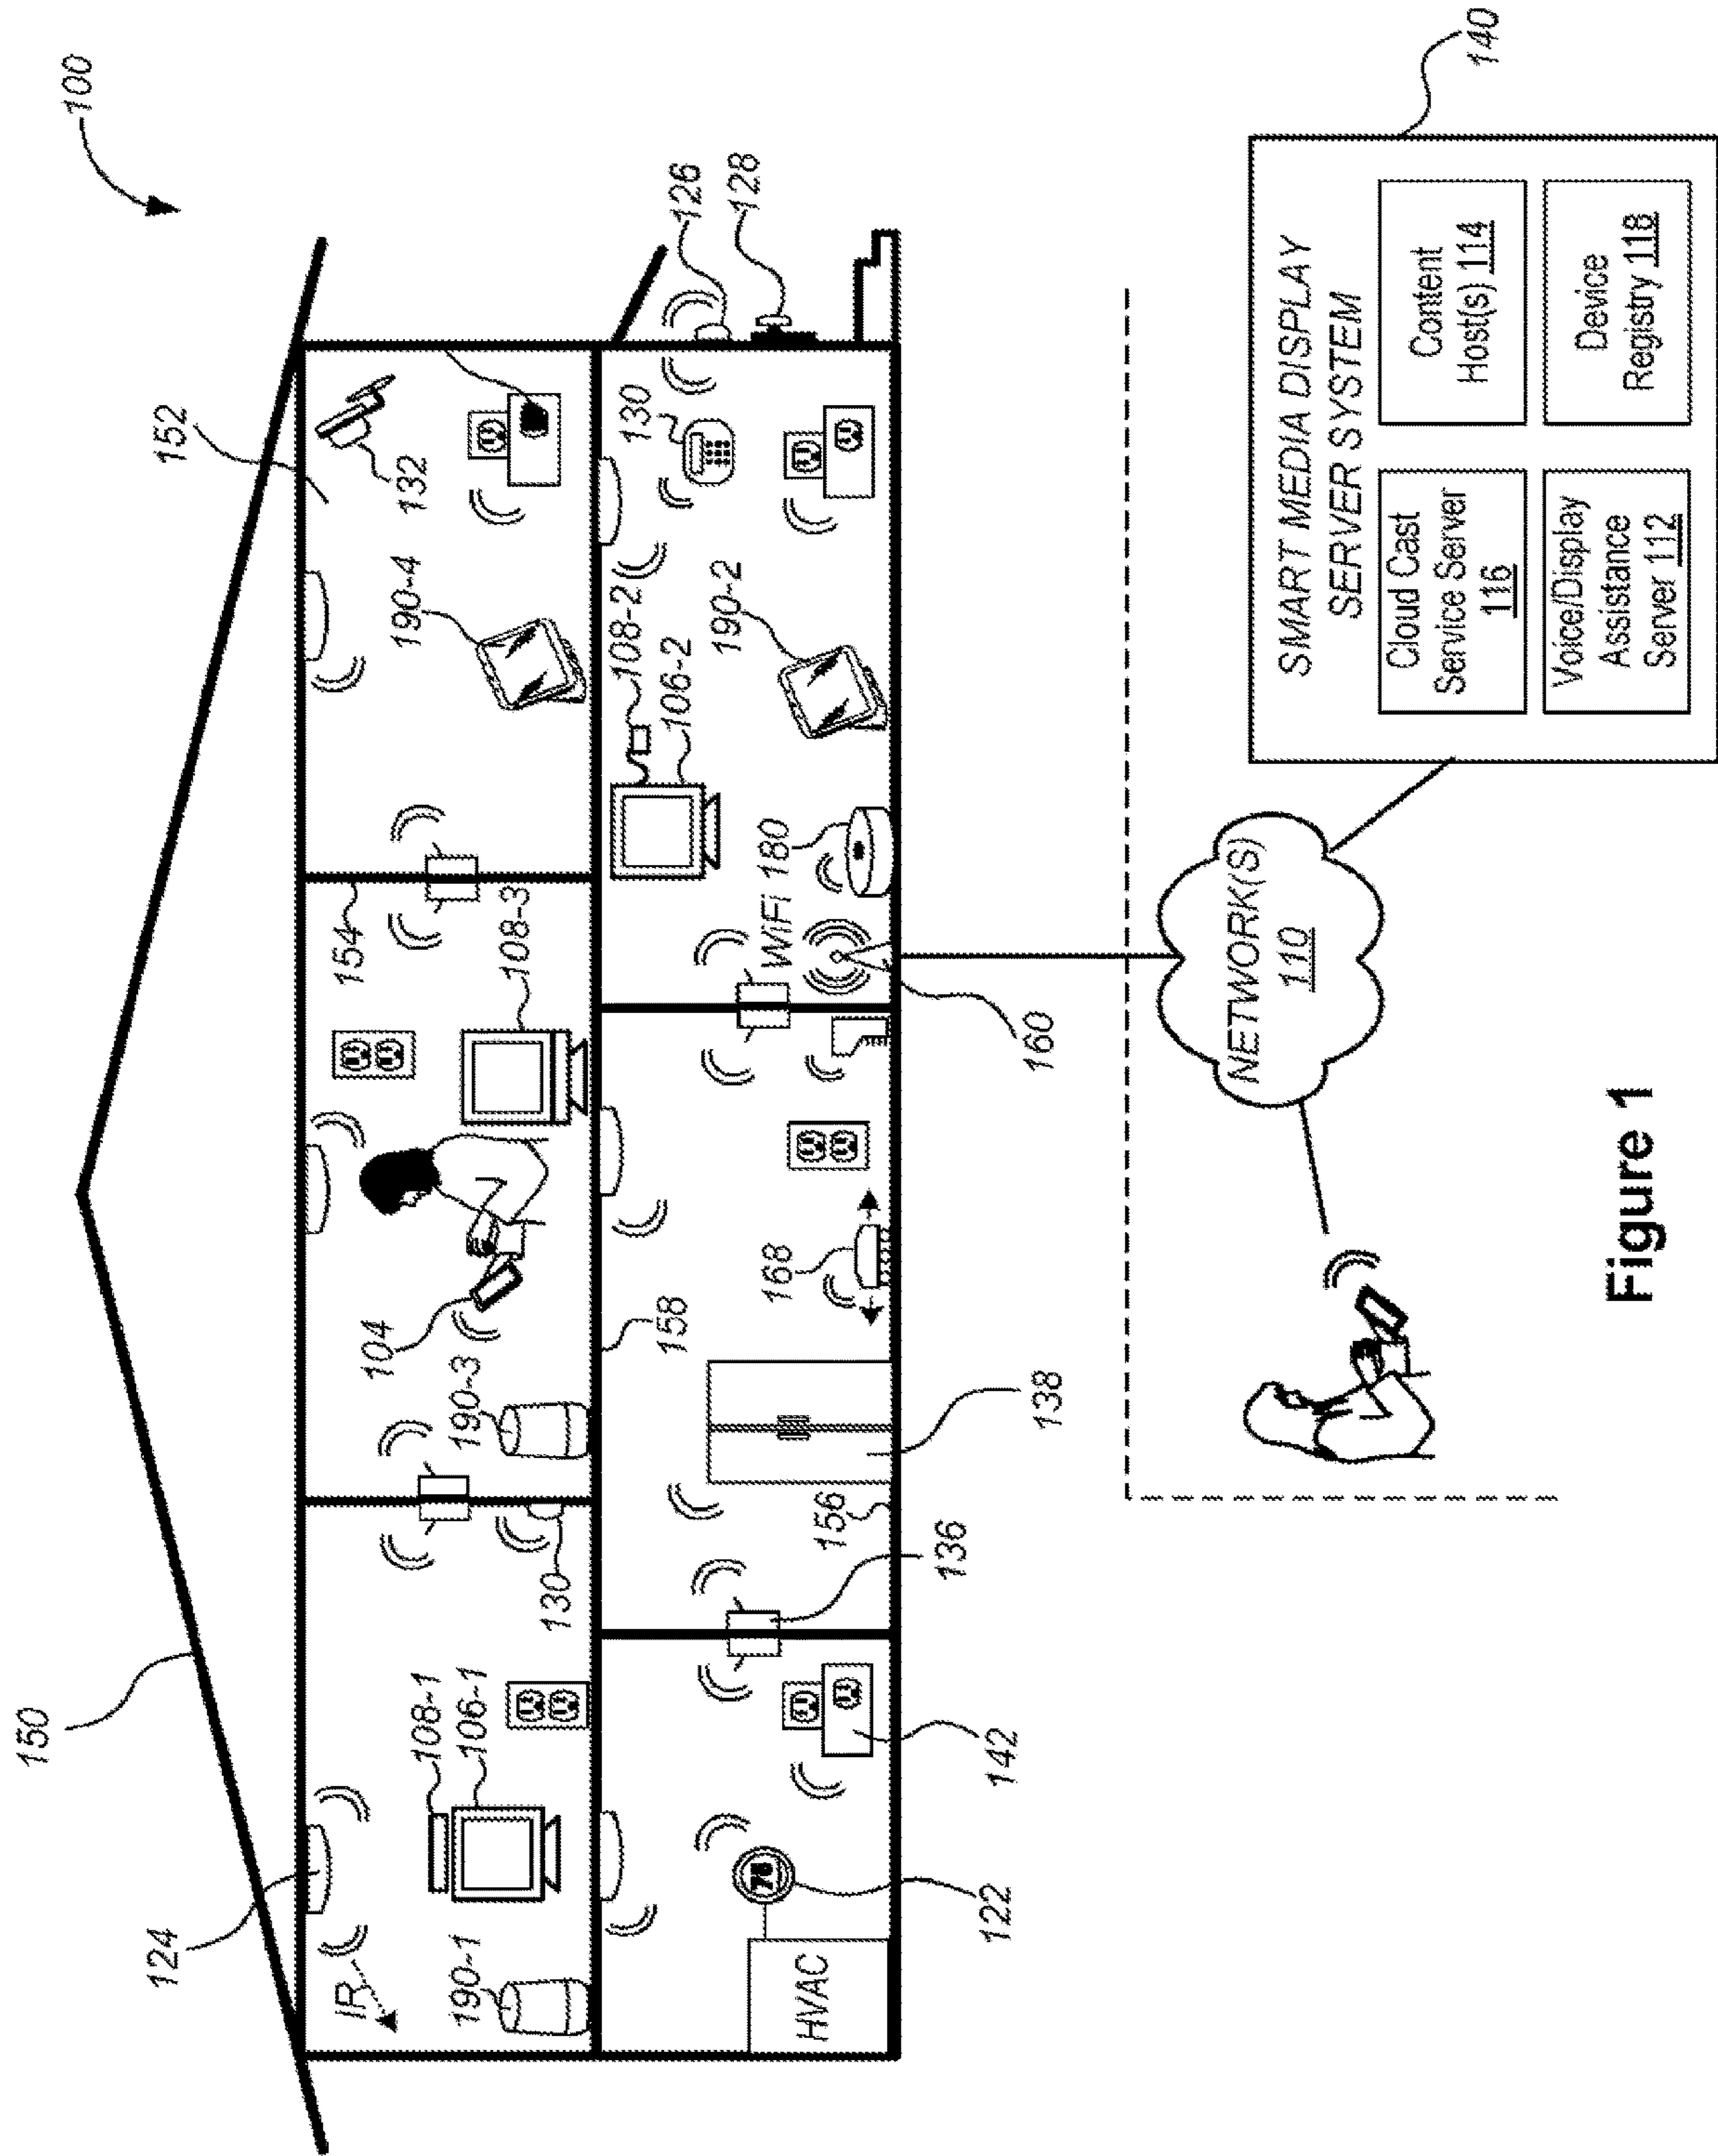 100
150
152
124
IR
190-1
108-1
106-1
130
190-3
104
154
108-3
190-4
132
108-2
106-2
190-2
130
126
128
HVAC
78
122
142
136
156
158
138
168
WiFi
180
160
NETWORK(S)
110
SMART MEDIA DISPLAY
SERVER SYSTEM
Cloud Cast
Service Server
116
Content
Host(s) 114
Voice/Display
Assistance
Server 112
Device
Registry 118
140
Figure 1